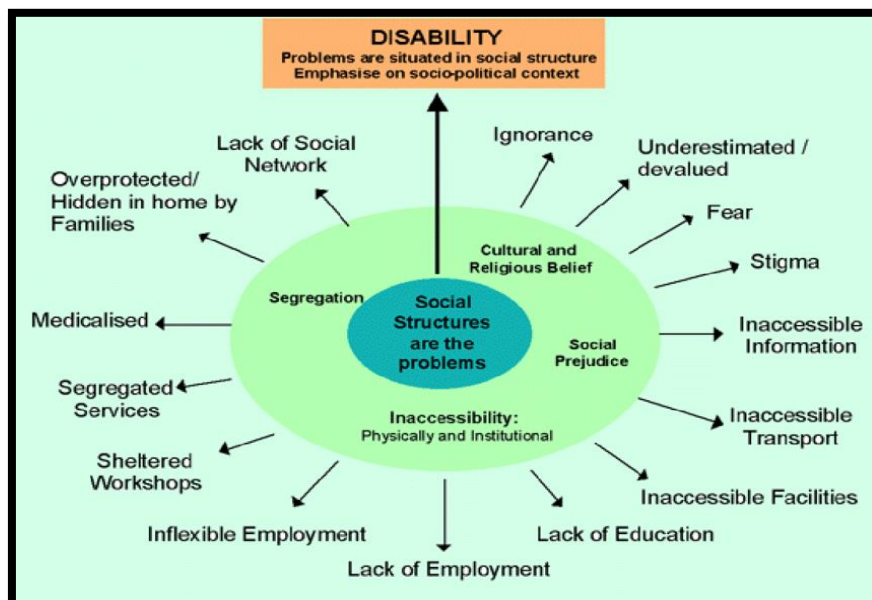 DISABILITY
Problems are situated in social structure
Emphasise on socio-political context
Lack of Social
Network
Ignorance
Underestimated /
devalued
Overprotected/
Hidden in home by
Families
Fear
Cultural and
Religious Belief
Stigma
Segregation
Social
Structures
are the
problems
Medicalised
Social
Prejudice
Inaccessible
Information
Segregated
Services
Inaccessibility:
Physically and Institutional
Inaccessible
Transport
Sheltered
Workshops
Inaccessible Facilities
Inflexible Employment
Lack of Education
Lack of Employment